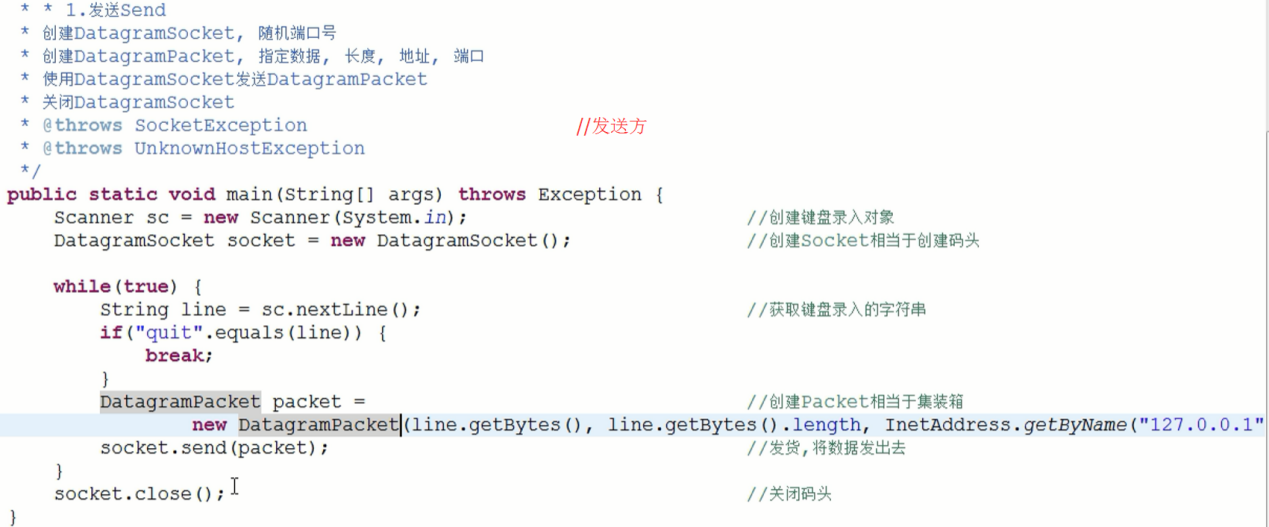 * * 1.发送Send
* 创建DatagramSocket, 随机端口号
* 创建DatagramPacket, 指定数据, 长度, 地址, 端口
* 使用DatagramSocket发送DatagramPacket
* 关闭DatagramSocket
* @throws SocketException //发送方
* @throws UnknownHostException
*/
public static void main(String[] args) throws Exception {
Scanner sc = new Scanner(System.in); //创建键盘录入对象
DatagramSocket socket = new DatagramSocket(); //创建Socket相当于创建码头
while(true) {
String line = sc.nextLine(); //获取键盘录入的字符串
if("quit".equals(line)) {
break;
}
DatagramPacket packet = //创建Packet相当于集装箱
new DatagramPacket(line.getBytes(), line.getBytes().length, InetAddress.getByName("127.0.0.1"
socket.send(packet); //发货,将数据发出去
}
socket.close(); //关闭码头
}